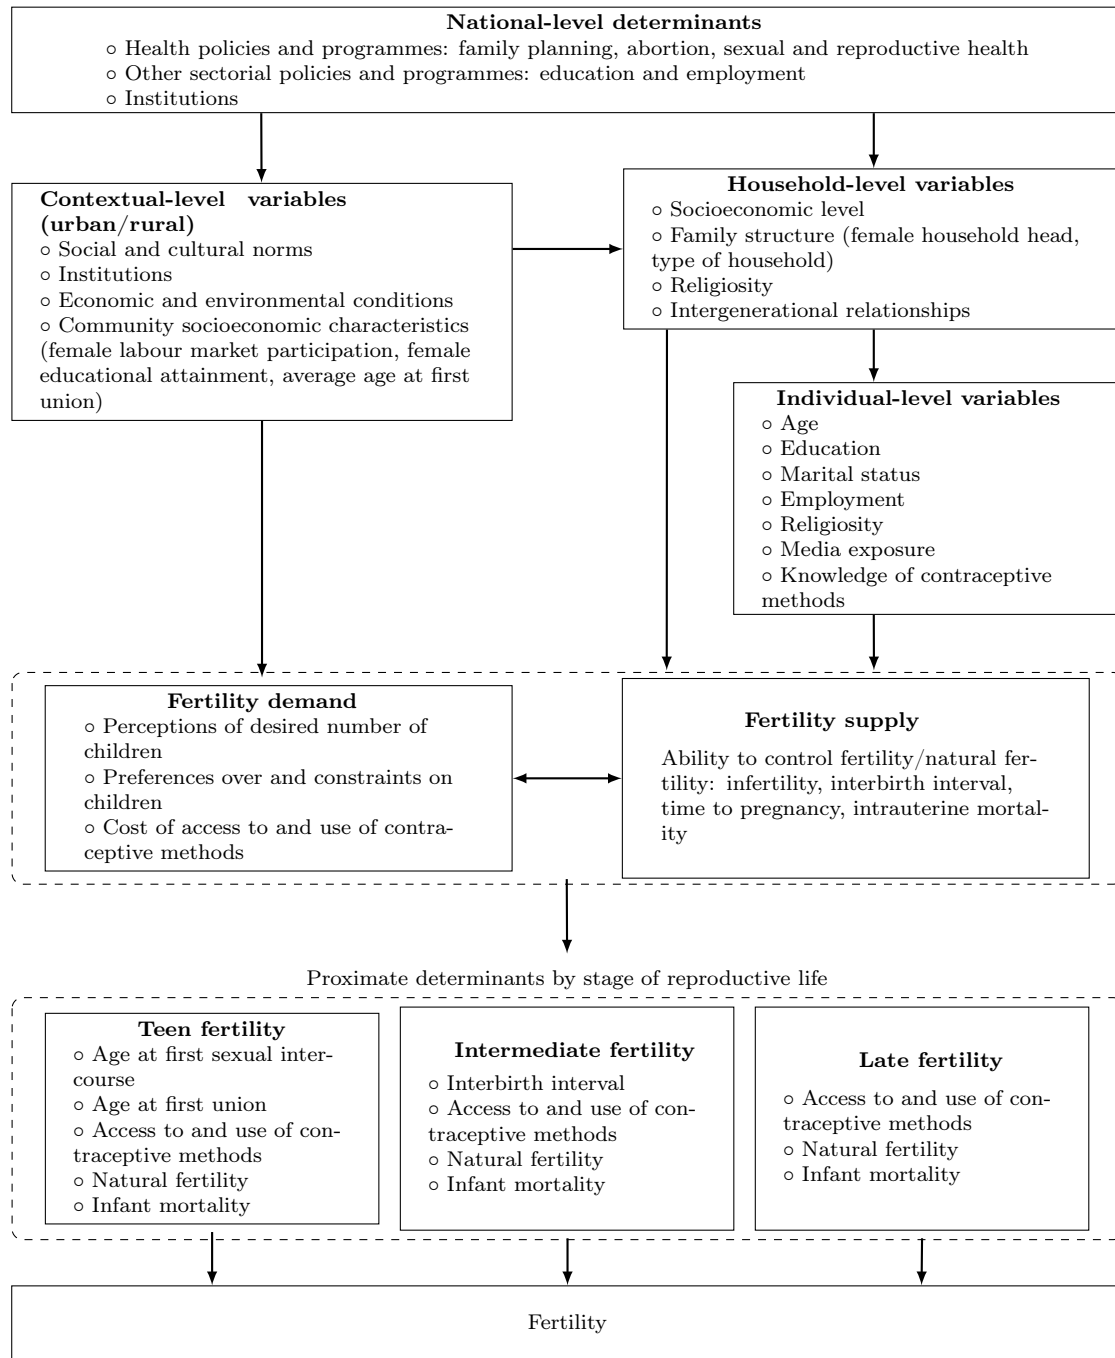 National-level determinants
○ Health policies and programmes: family planning, abortion, sexual and reproductive health
○ Other sectorial policies and programmes: education and employment
○ Institutions
Contextual-level variables
(urban/rural)
○ Social and cultural norms
○ Institutions
○ Economic and environmental conditions
○ Community socioeconomic characteristics
(female labour market participation, female
educational attainment, average age at first
union)
Household-level variables
○ Socioeconomic level
○ Family structure (female household head,
type of household)
○ Religiosity
○ Intergenerational relationships
Individual-level variables
○ Age
○ Education
○ Marital status
○ Employment
○ Religiosity
○ Media exposure
○ Knowledge of contraceptive
methods
Fertility demand
○ Perceptions of desired number of
children
○ Preferences over and constraints on
children
○ Cost of access to and use of contra-
ceptive methods
Fertility supply
Ability to control fertility/natural fer-
tility: infertility, interbirth interval,
time to pregnancy, intrauterine mortal-
ity
Proximate determinants by stage of reproductive life
Teen fertility
○ Age at first sexual inter-
course
○ Age at first union
○ Access to and use of con-
traceptive methods
○ Natural fertility
○ Infant mortality
Intermediate fertility
○ Interbirth interval
○ Access to and use of con-
traceptive methods
○ Natural fertility
○ Infant mortality
Late fertility
○ Access to and use of con-
traceptive methods
○ Natural fertility
○ Infant mortality
Fertility